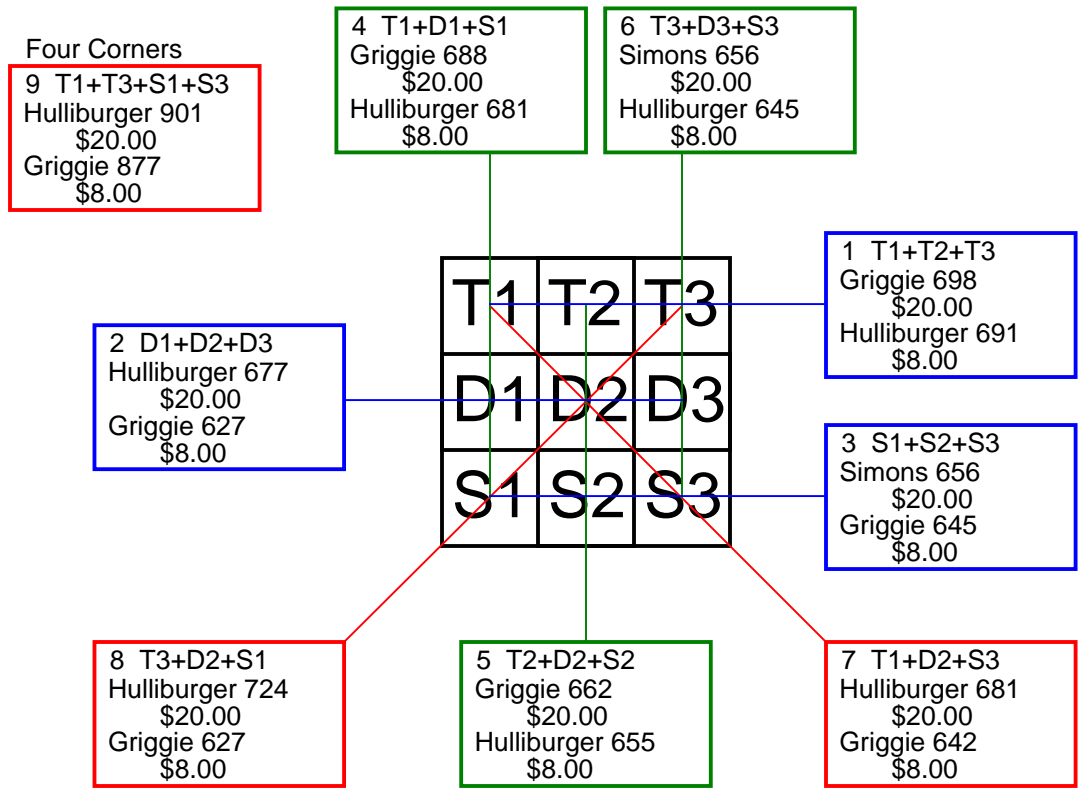 Four Corners
9 T1+T3+S1+S3
Hulliburger 901
$20.00
Griggie 877
$8.00
4 T1+D1+S1
Griggie 688
$20.00
Hulliburger 681
$8.00
6 T3+D3+S3
Simons 656
$20.00
Hulliburger 645
$8.00
1 T1+T2+T3
Griggie 698
$20.00
Hulliburger 691
$8.00
T1 T2 T3
D1 D2 D3
S1 S2 S3
2 D1+D2+D3
Hulliburger 677
$20.00
Griggie 627
$8.00
3 S1+S2+S3
Simons 656
$20.00
Griggie 645
$8.00
8 T3+D2+S1
Hulliburger 724
$20.00
Griggie 627
$8.00
5 T2+D2+S2
Griggie 662
$20.00
Hulliburger 655
$8.00
7 T1+D2+S3
Hulliburger 681
$20.00
Griggie 642
$8.00